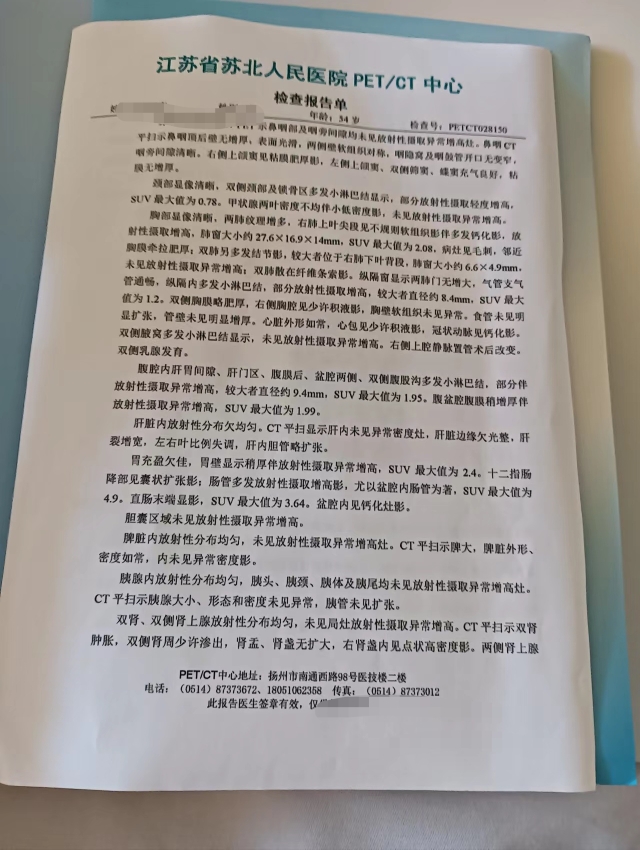 江苏省苏北人民医院 PET/CT 中心
检查报告单
年龄：34 岁 检查号：PETCT028150
示鼻咽部及咽旁间隙均未见放射性摄取异常增高灶。鼻咽 CT
平扫示鼻咽顶后壁无增厚，表面光滑，两侧壁软组织对称，咽隐窝及咽鼓管开口无变窄，
咽旁间隙清晰。右侧上颌窦见粘膜肥厚影，左侧上颌窦、双侧筛窦、蝶窦充气良好，粘
膜无增厚。
颈部显像清晰，双侧颈部及锁骨区多发小淋巴结显示，部分放射性摄取轻度增高，
SUV 最大值为 0.78。甲状腺两叶密度不均伴小低密度影，未见放射性摄取异常增高。
胸部显像清晰，两肺纹理增多，右肺上叶尖段见不规则软组织影伴多发钙化影，放
射性摄取增高，肺窗大小约 27.6×16.9×14mm，SUV 最大值为 2.08，病灶见毛刺，邻近
胸膜牵拉肥厚；双肺另多发结节影，较大者位于右肺下叶背段，肺窗大小约 6.6×4.9mm，
未见放射性摄取异常增高；双肺散在纤维条索影。纵隔窗显示两肺门无增大，气管支气
管通畅，纵隔内多发小淋巴结，部分放射性摄取增高，较大者直径约 8.4mm，SUV 最大
值为 1.2。双侧胸膜略肥厚，右侧胸腔见少许积液影，胸壁软组织未见异常。食管未见明
显扩张，管壁未见明显增厚。心脏外形如常，心包见少许积液影，冠状动脉见钙化影。
双侧腋窝多发小淋巴结显示，未见放射性摄取异常增高。右侧上腔静脉置管术后改变。
双侧乳腺发育。
腹腔内肝胃间隙、肝门区、腹膜后、盆腔两侧、双侧腹股沟多发小淋巴结，部分伴
放射性摄取异常增高，较大者直径约 9.4mm，SUV 最大值为 1.95。腹盆腔腹膜稍增厚伴
放射性摄取异常增高，SUV 最大值为 1.99。
肝脏内放射性分布欠均匀。CT 平扫显示肝内未见异常密度灶，肝脏边缘欠光整，肝
裂增宽，左右叶比例失调，肝内胆管略扩张。
胃充盈欠佳，胃壁显示稍厚伴放射性摄取异常增高，SUV 最大值为 2.4。十二指肠
降部见囊状扩张影；肠管多发放射性摄取增高影，尤以盆腔内肠管为著，SUV 最大值为
4.9。直肠末端显影，SUV 最大值为 3.64。盆腔内见钙化灶影。
胆囊区域未见放射性摄取异常增高。
脾脏内放射性分布均匀，未见放射性摄取异常增高灶。CT 平扫示脾大，脾脏外形、
密度如常，内未见异常密度影。
胰腺内放射性分布均匀，胰头、胰颈、胰体及胰尾均未见放射性摄取异常增高灶。
CT 平扫示胰腺大小、形态和密度未见异常，胰管未见扩张。
双肾、双侧肾上腺放射性分布均匀，未见局灶放射性摄取异常增高。CT 平扫示双肾
肿胀，双侧肾周少许渗出，肾盂、肾盏无扩大，右肾盏内见点状高密度影。两侧肾上腺
PET/CT中心地址：扬州市南通西路98号医技楼二楼
电话：（0514）87373672、18051062358 传真：（0514）87373012
此报告医生签章有效，仅